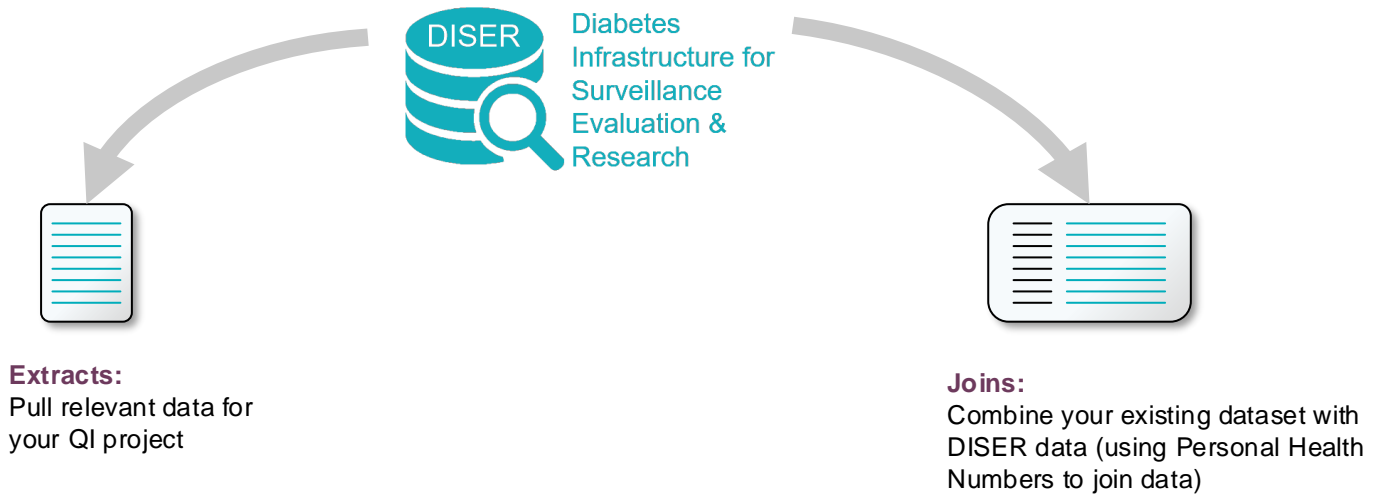 DISER
Diabetes
Infrastructure for
Surveillance
Evaluation &
Research
Extracts:
Pull relevant data for
your QI project
Joins:
Combine your existing dataset with
DISER data (using Personal Health
Numbers to join data)